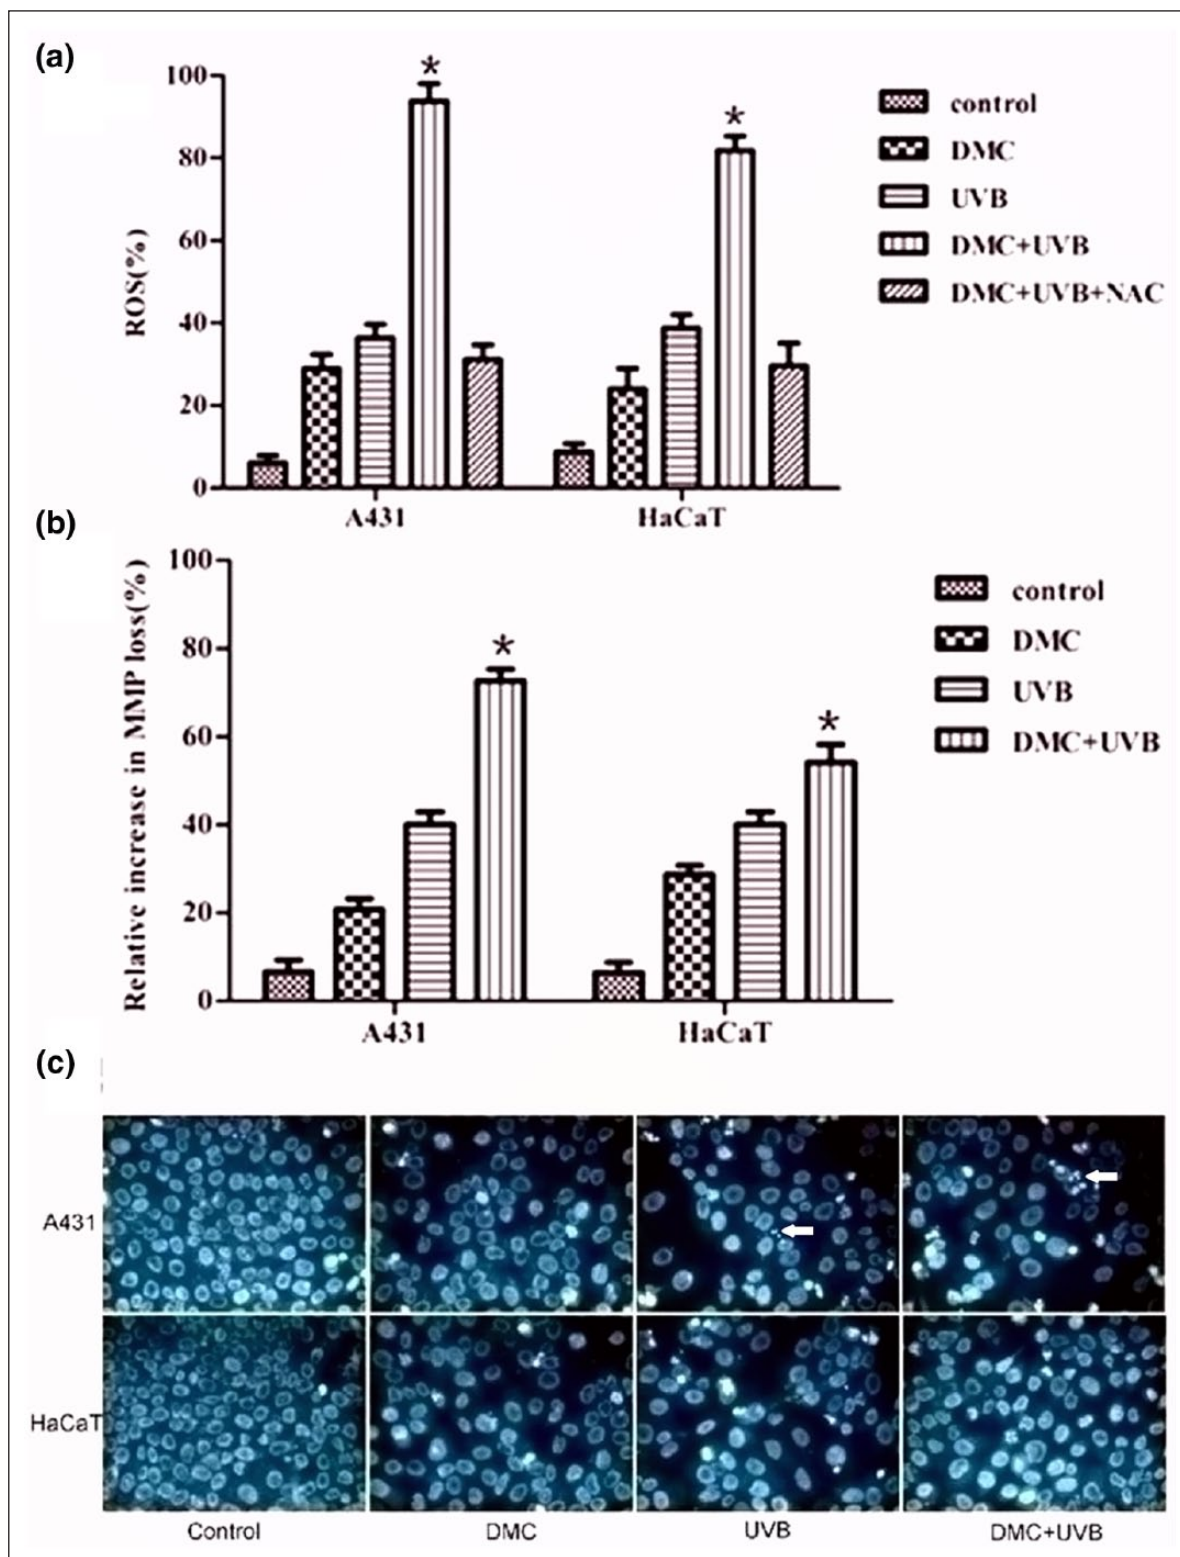 (a)
*
*
100
80
60
40
20
0
ROS(%)
A431
HaCaT
control
DMC
UVB
DMC+UVB
DMC+UVB+NAC
(b)
*
*
100
80
60
40
20
0
Relative increase in MMP loss(%)
A431
HaCaT
control
DMC
UVB
DMC+UVB
(c)
A431
HaCaT
Control
DMC
UVB
DMC+UVB